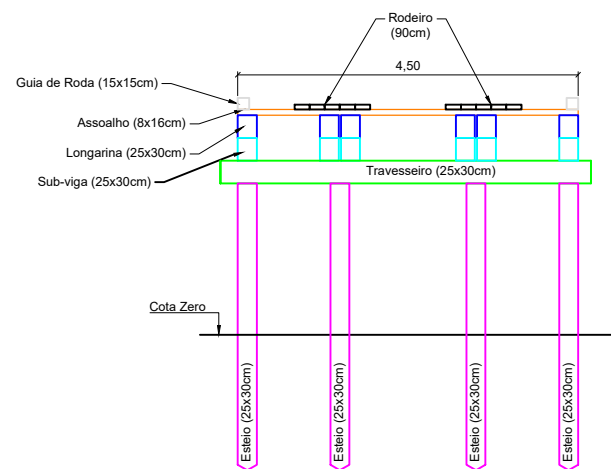 Rodeiro
(90cm)
4,50
Guia de Roda (15x15cm)
Assoalho (8x16cm)
Longarina (25x30cm)
Sub-viga (25x30cm)
Travesseiro (25x30cm)
Cota Zero
Esteio (25x30cm)
Esteio (25x30cm)
Esteio (25x30cm)
Esteio (25x30cm)